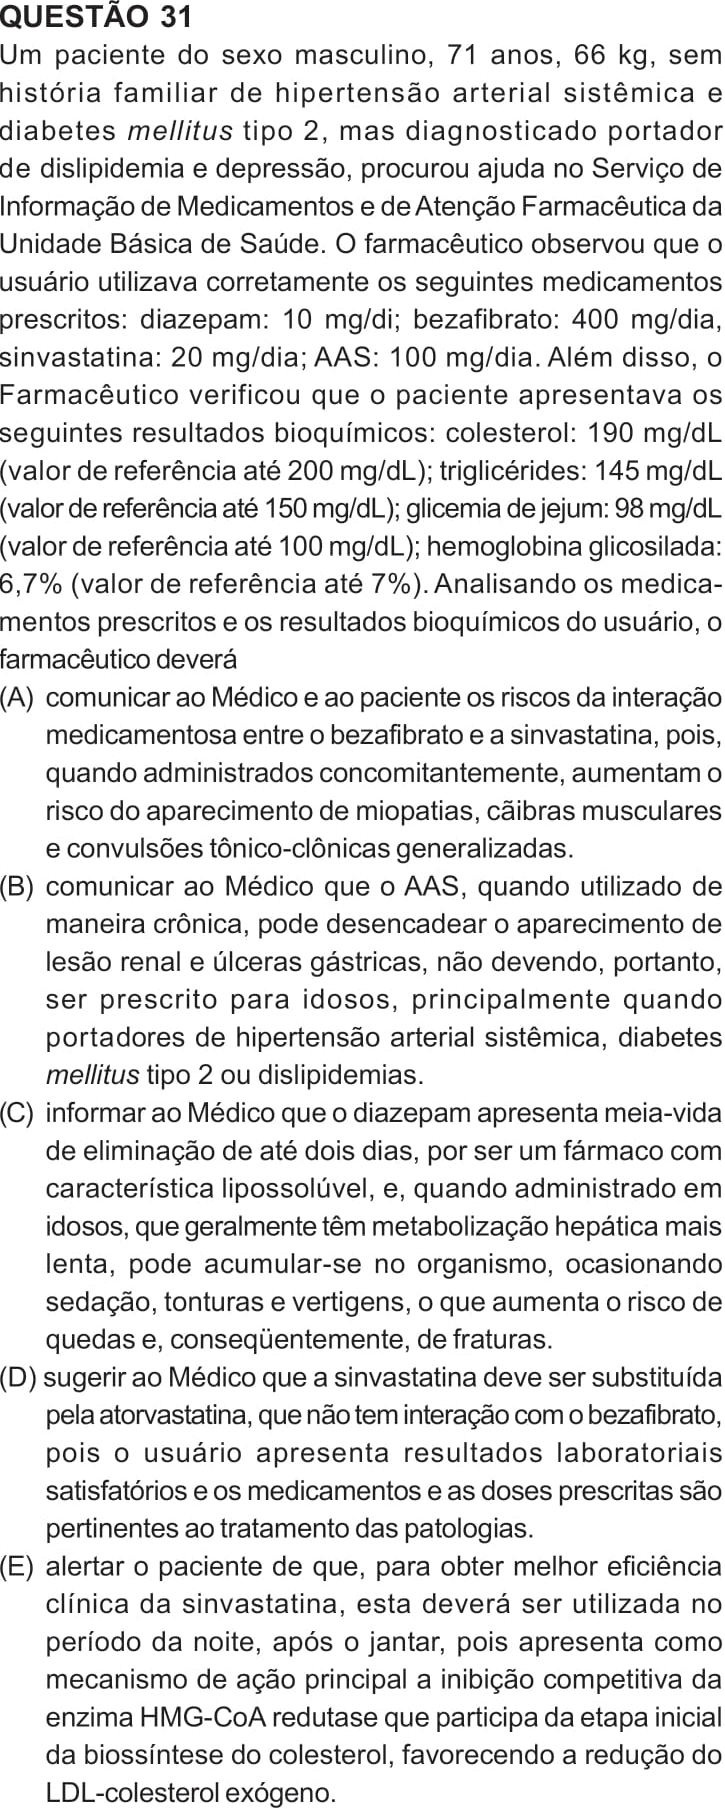 QUESTÃO 31
Um paciente do sexo masculino, 71 anos, 66 kg, sem
história familiar de hipertensão arterial sistêmica e
diabetes mellitus tipo 2, mas diagnosticado portador
de dislipidemia e depressão, procurou ajuda no Serviço de
Informação de Medicamentos e de Atenção Farmacêutica da
Unidade Básica de Saúde. O farmacêutico observou que o
usuário utilizava corretamente os seguintes medicamentos
prescritos: diazepam: 10 mg/di; bezafibrato: 400 mg/dia,
sinvastatina: 20 mg/dia; AAS: 100 mg/dia. Além disso, o
Farmacêutico verificou que o paciente apresentava os
seguintes resultados bioquímicos: colesterol: 190 mg/dL
(valor de referência até 200 mg/dL); triglicérides: 145 mg/dL
(valor de referência até 150 mg/dL); glicemia de jejum: 98 mg/dL
(valor de referência até 100 mg/dL); hemoglobina glicosilada:
6,7% (valor de referência até 7%). Analisando os medica-
mentos prescritos e os resultados bioquímicos do usuário, o
farmacêutico deverá
(A) comunicar ao Médico e ao paciente os riscos da interação
medicamentosa entre o bezafibrato e a sinvastatina, pois,
quando administrados concomitantemente, aumentam o
risco do aparecimento de miopatias, cãibras musculares
e convulsões tônico-clônicas generalizadas.
(B) comunicar ao Médico que o AAS, quando utilizado de
maneira crônica, pode desencadear o aparecimento de
lesão renal e úlceras gástricas, não devendo, portanto,
ser prescrito para idosos, principalmente quando
portadores de hipertensão arterial sistêmica, diabetes
mellitus tipo 2 ou dislipidemias.
(C) informar ao Médico que o diazepam apresenta meia-vida
de eliminação de até dois dias, por ser um fármaco com
característica lipossolúvel, e, quando administrado em
idosos, que geralmente têm metabolização hepática mais
lenta, pode acumular-se no organismo, ocasionando
sedação, tonturas e vertigens, o que aumenta o risco de
quedas e, conseqüentemente, de fraturas.
(D) sugerir ao Médico que a sinvastatina deve ser substituída
pela atorvastatina, que não tem interação com o bezafibrato,
pois o usuário apresenta resultados laboratoriais
satisfatórios e os medicamentos e as doses prescritas são
pertinentes ao tratamento das patologias.
(E) alertar o paciente de que, para obter melhor eficiência
clínica da sinvastatina, esta deverá ser utilizada no
período da noite, após o jantar, pois apresenta como
mecanismo de ação principal a inibição competitiva da
enzima HMG-CoA redutase que participa da etapa inicial
da biossíntese do colesterol, favorecendo a redução do
LDL-colesterol exógeno.